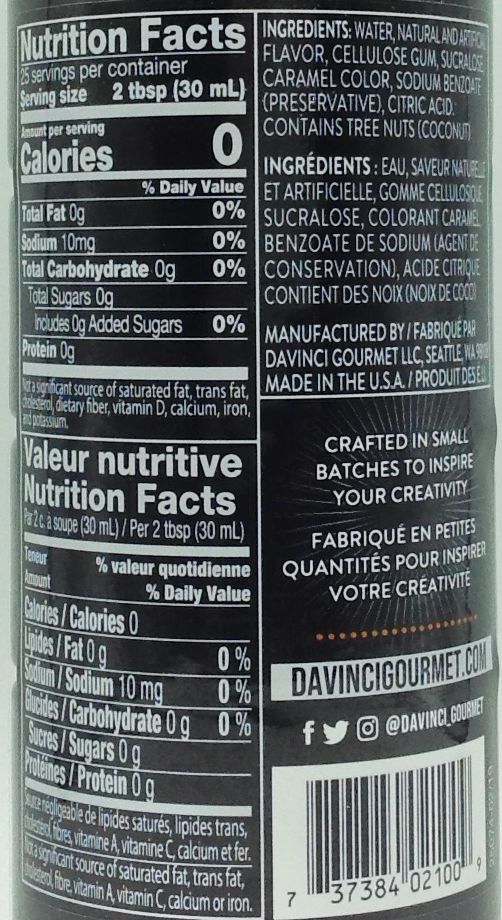 Nutrition Facts
25 servings per container
Serving size 2 tbsp (30 mL)
Amount per serving
Calories 0
% Daily Value
Total Fat 0g 0%
Sodium 10mg 0%
Total Carbohydrate 0g 0%
Total Sugars 0g
Includes 0g Added Sugars 0%
Protein 0g
Not a significant source of saturated fat, trans fat,
cholesterol, dietary fiber, vitamin D, calcium, iron,
and potassium.
Valeur nutritive
Nutrition Facts
Par 2 c. à soupe (30 mL) / Per 2 tbsp (30 mL)
Teneur % valeur quotidienne
Amount % Daily Value
Calories / Calories 0
Lipides / Fat 0 g 0 %
Sodium / Sodium 10 mg 0 %
Glucides / Carbohydrate 0 g 0 %
Sucres / Sugars 0 g
Protéines / Protein 0 g
Source négligeable de lipides saturés, lipides trans,
cholestérol, fibres, vitamine A, vitamine C, calcium et fer.
Not a significant source of saturated fat, trans fat,
cholesterol, fibre, vitamin A, vitamin C, calcium or iron.
INGREDIENTS: WATER, NATURAL AND ARTIFICIAL
FLAVOR, CELLULOSE GUM, SUCRALOSE,
CARAMEL COLOR, SODIUM BENZOATE
(PRESERVATIVE), CITRIC ACID.
CONTAINS TREE NUTS (COCONUT)
INGRÉDIENTS : EAU, SAVEUR NATURELLE
ET ARTIFICIELLE, GOMME CELLULOSIQUE,
SUCRALOSE, COLORANT CARAMEL,
BENZOATE DE SODIUM (AGENT DE
CONSERVATION), ACIDE CITRIQUE
CONTIENT DES NOIX (NOIX DE COCO)
MANUFACTURED BY / FABRIQUÉ PAR
DAVINCI GOURMET LLC, SEATTLE, WA
MADE IN THE U.S.A. / PRODUIT DES É.U.
CRAFTED IN SMALL
BATCHES TO INSPIRE
YOUR CREATIVITY
FABRIQUÉ EN PETITES
QUANTITÉS POUR INSPIRER
VOTRE CRÉATIVITÉ
DAVINCIGOURMET.COM
@DAVINCI_GOURMET
7 37384 02100 9